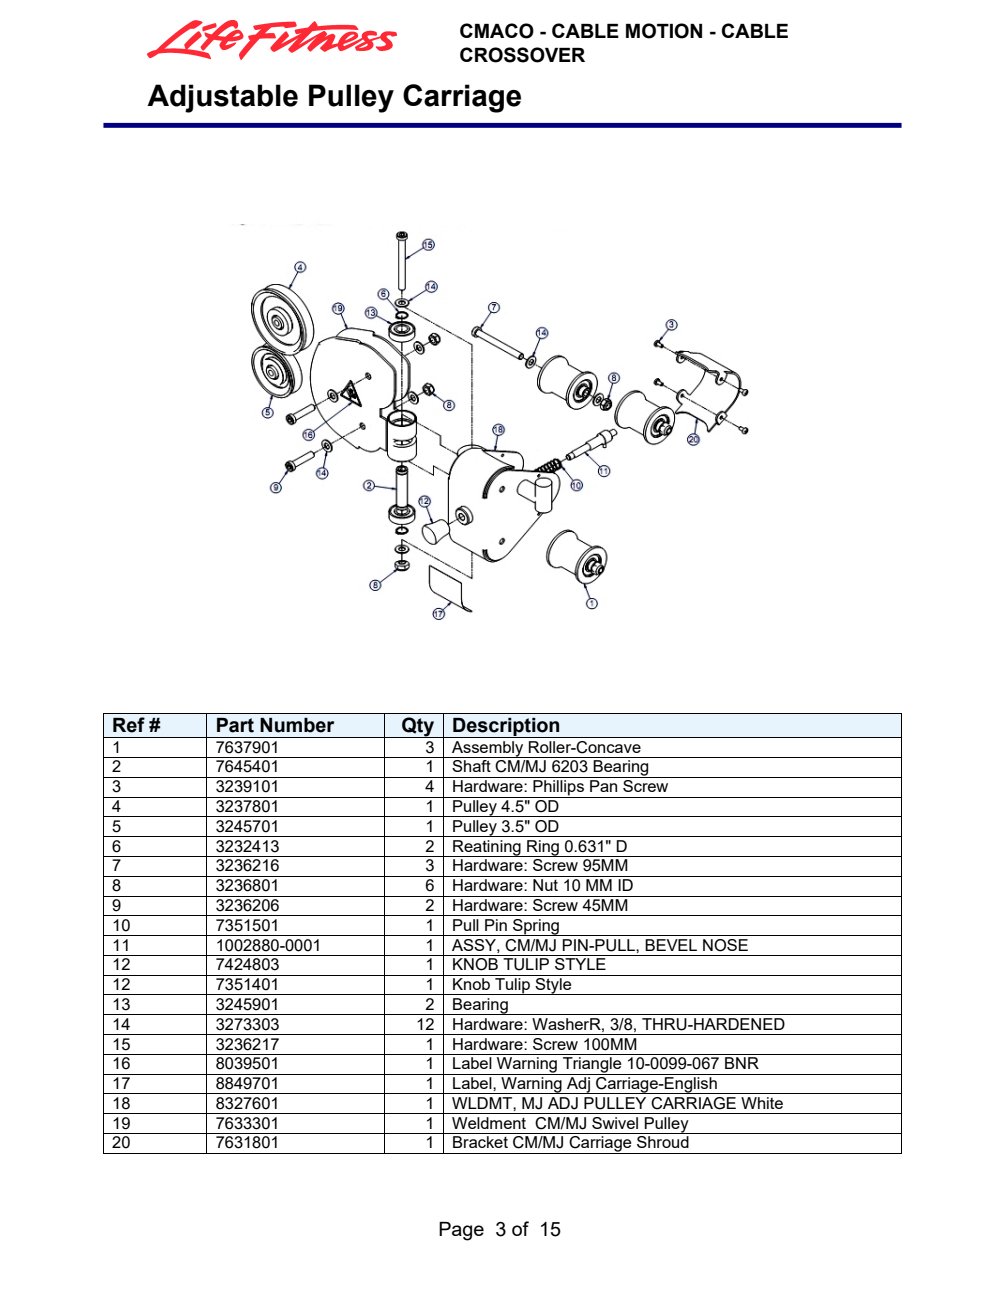 Life Fitness
CMACO - CABLE MOTION - CABLE
CROSSOVER
Adjustable Pulley Carriage
15
4
14
6
7
19
13
14
3
8
5
8
16
18
20
14
11
9
2
10
12
8
1
17
Ref # Part Number Qty Description
1 7637901 3 Assembly Roller-Concave
2 7645401 1 Shaft CM/MJ 6203 Bearing
3 3239101 4 Hardware: Phillips Pan Screw
4 3237801 1 Pulley 4.5" OD
5 3245701 1 Pulley 3.5" OD
6 3232413 2 Reatining Ring 0.631" D
7 3236216 3 Hardware: Screw 95MM
8 3236801 6 Hardware: Nut 10 MM ID
9 3236206 2 Hardware: Screw 45MM
10 7351501 1 Pull Pin Spring
11 1002880-0001 1 ASSY, CM/MJ PIN-PULL, BEVEL NOSE
12 7424803 1 KNOB TULIP STYLE
12 7351401 1 Knob Tulip Style
13 3245901 2 Bearing
14 3273303 12 Hardware: WasherR, 3/8, THRU-HARDENED
15 3236217 1 Hardware: Screw 100MM
16 8039501 1 Label Warning Triangle 10-0099-067 BNR
17 8849701 1 Label, Warning Adj Carriage-English
18 8327601 1 WLDMT, MJ ADJ PULLEY CARRIAGE White
19 7633301 1 Weldment CM/MJ Swivel Pulley
20 7631801 1 Bracket CM/MJ Carriage Shroud
Page 3 of 15